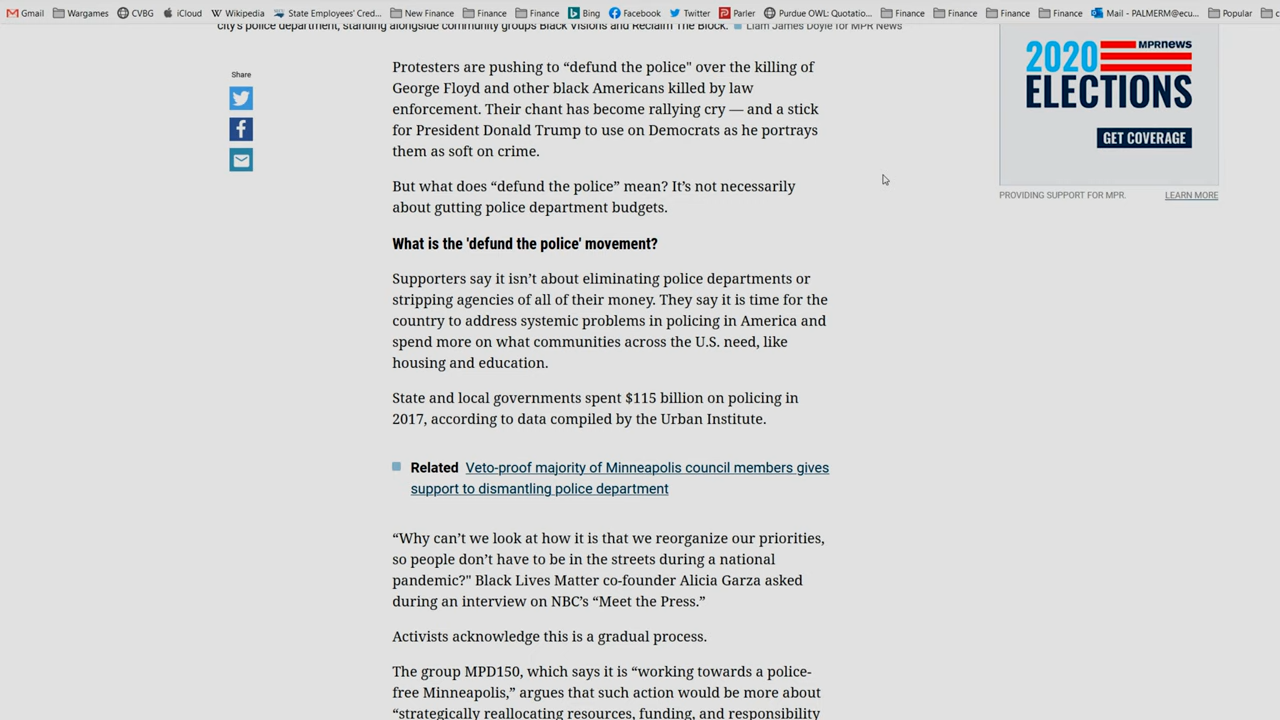 Gmail Wargames CVBG iCloud Wikipedia State Employees' Cred... New Finance Finance Finance Bing Facebook Twitter Parler Purdue OWL: Quotatio... Finance Finance Finance Finance Mail - PALMERM@ecu... Popular
city's police department, standing alongside community groups Black Visions and Reclaim The Block. Liam James Doyle for MPR News
Share
Protesters are pushing to “defund the police" over the killing of
George Floyd and other black Americans killed by law
enforcement. Their chant has become rallying cry — and a stick
for President Donald Trump to use on Democrats as he portrays
them as soft on crime.
But what does “defund the police” mean? It’s not necessarily
about gutting police department budgets.
What is the 'defund the police' movement?
Supporters say it isn’t about eliminating police departments or
stripping agencies of all of their money. They say it is time for the
country to address systemic problems in policing in America and
spend more on what communities across the U.S. need, like
housing and education.
State and local governments spent $115 billion on policing in
2017, according to data compiled by the Urban Institute.
Related Veto-proof majority of Minneapolis council members gives
support to dismantling police department
“Why can’t we look at how it is that we reorganize our priorities,
so people don’t have to be in the streets during a national
pandemic?" Black Lives Matter co-founder Alicia Garza asked
during an interview on NBC’s “Meet the Press.”
Activists acknowledge this is a gradual process.
The group MPD150, which says it is “working towards a police-
free Minneapolis,” argues that such action would be more about
“strategically reallocating resources, funding, and responsibility
2020 MPRnews
ELECTIONS
GET COVERAGE
PROVIDING SUPPORT FOR MPR. LEARN MORE